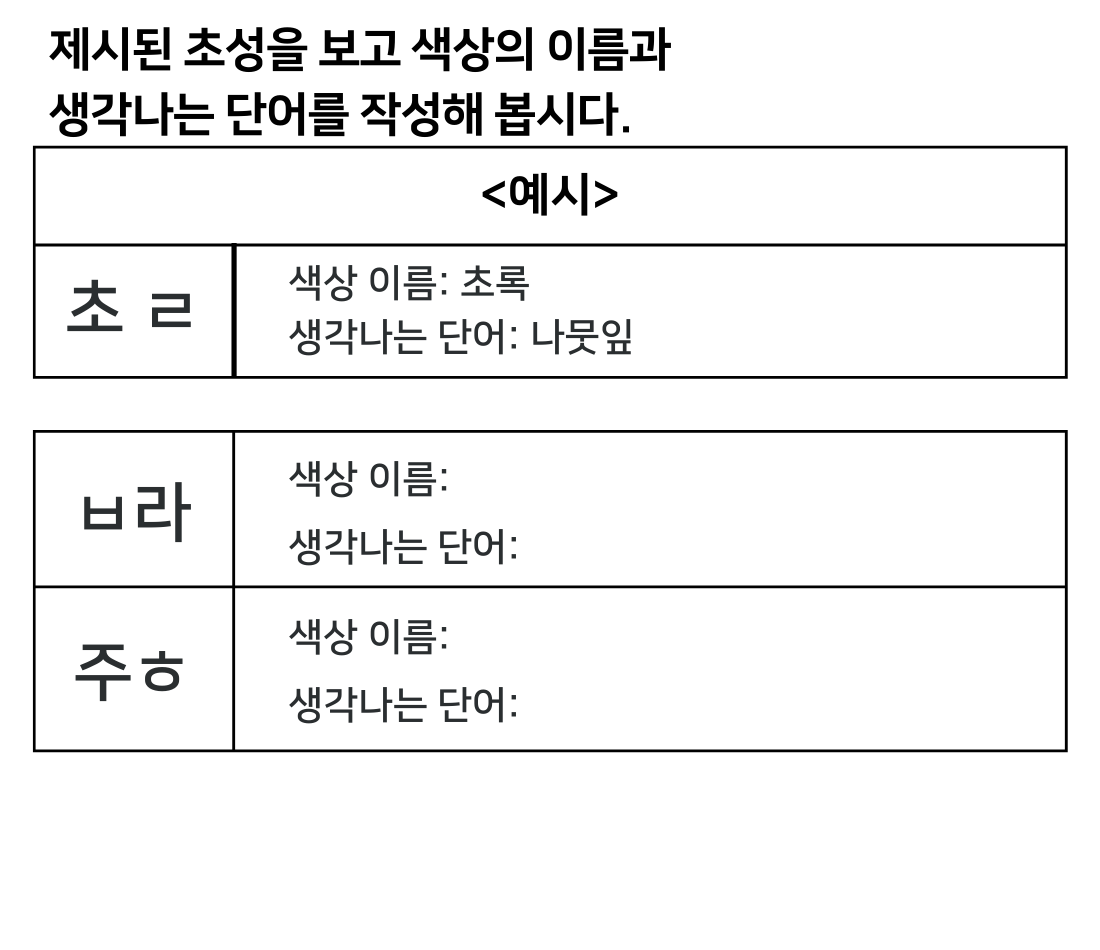 제시된 초성을 보고 색상의 이름과
생각나는 단어를 작성해 봅시다.
<예시>
초 ㄹ
색상 이름: 초록
생각나는 단어: 나뭇잎
ㅂ라
색상 이름:
생각나는 단어:
주ㅎ
색상 이름:
생각나는 단어: